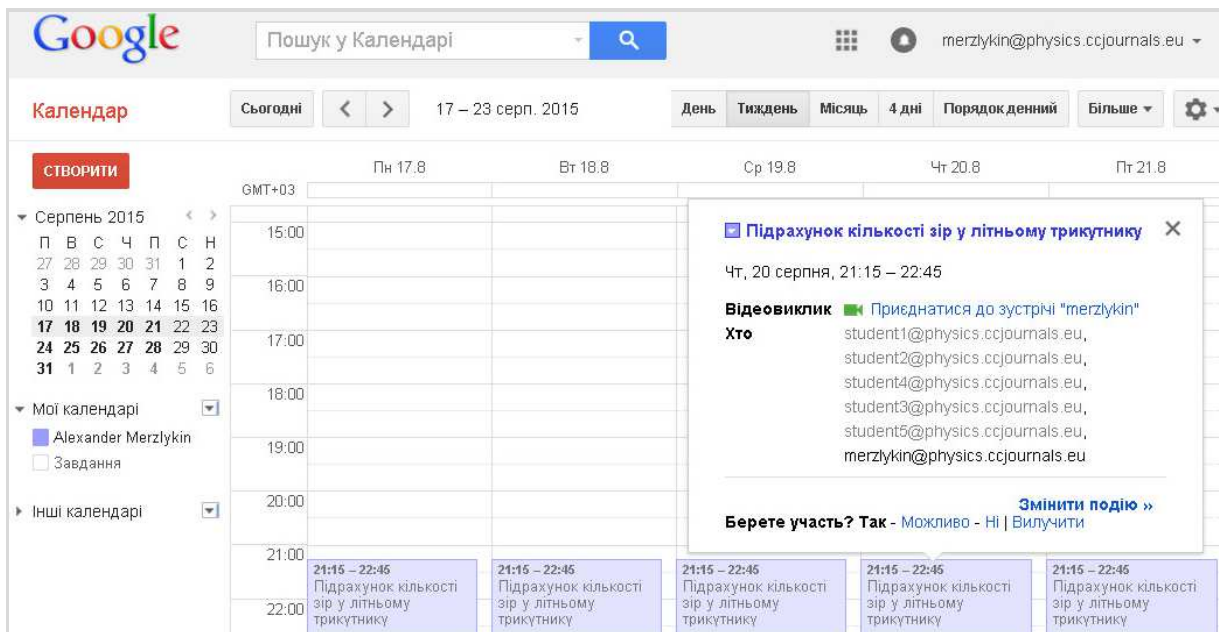 Google
Пошук у Календарі
merzlykin@physics.ccjournals.eu
Календар
Сьогодні
17 – 23 серп. 2015
День Тиждень Місяць 4 дні Порядок денний Більше
СТВОРИТИ
Серпень 2015
П В С Ч П С Н
27 28 29 30 31 1 2
3 4 5 6 7 8 9
10 11 12 13 14 15 16
17 18 19 20 21 22 23
24 25 26 27 28 29 30
31 1 2 3 4 5 6
Мої календарі
Alexander Merzlykin
Завдання
Інші календарі
Пн 17.8 Вт 18.8 Ср 19.8 Чт 20.8 Пт 21.8
GMT+03
15:00
16:00
17:00
18:00
19:00
20:00
21:00
22:00
Підрахунок кількості зір у літньому трикутнику
Чт, 20 серпня, 21:15 – 22:45
Відеовиклик Приєднатися до зустрічі "merzlykin"
Хто student1@physics.ccjournals.eu,
student2@physics.ccjournals.eu,
student4@physics.ccjournals.eu,
student3@physics.ccjournals.eu,
student5@physics.ccjournals.eu,
merzlykin@physics.ccjournals.eu
Змінити подію »
Берете участь? Так - Можливо - Ні | Вилучити
21:15 – 22:45
Підрахунок кількості
зір у літньому
трикутнику
21:15 – 22:45
Підрахунок кількості
зір у літньому
трикутнику
21:15 – 22:45
Підрахунок кількості
зір у літньому
трикутнику
21:15 – 22:45
Підрахунок кількості
зір у літньому
трикутнику
21:15 – 22:45
Підрахунок кількості
зір у літньому
трикутнику